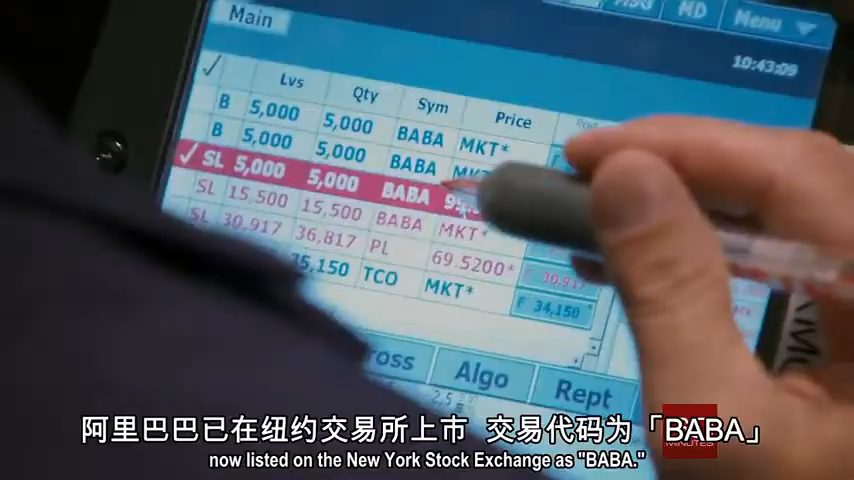 MD Menu
Main
10:43:09
Lvs Qty Sym Price
B 5,000 5,000 BABA MKT*
B 5,000 5,000 BABA
✓ SL 5,000 5,000 BABA
SL 15,500 15,500 BABA MKT*
SL 30,917 36,817 PL 69.5200* 30,917
TCO MKT* F 34,150
Algo Rept
阿里巴巴已在纽约交易所上市 交易代码为「BABA」
now listed on the New York Stock Exchange as "BABA."
MINUTES